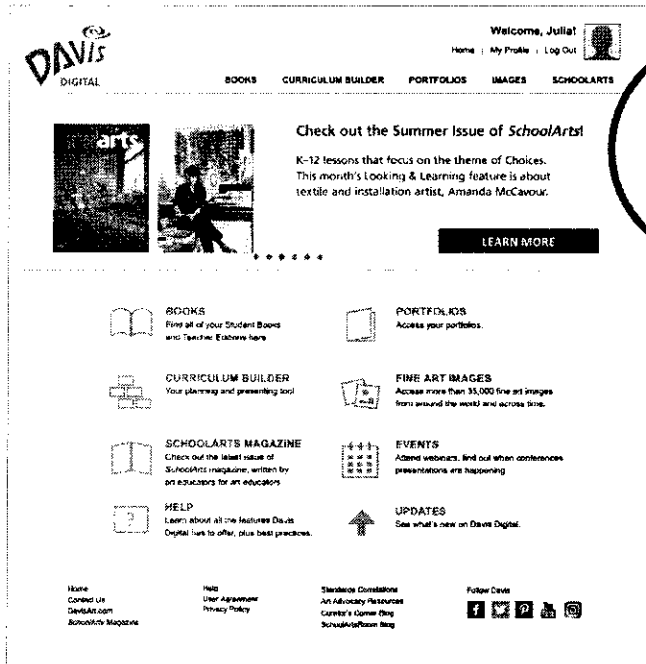 DAVIS
DIGITAL
Welcome, Julia!
Home | My Profile | Log Out
BOOKS CURRICULUM BUILDER PORTFOLIOS IMAGES SCHOOLARTS
arts
Check out the Summer Issue of SchoolArts!
K–12 lessons that focus on the theme of Choices.
This month's Looking & Learning feature is about
textile and installation artist, Amanda McCavour.
LEARN MORE
BOOKS
Find all of your Student Books
and Teacher Editions here
PORTFOLIOS
Access your portfolios.
CURRICULUM BUILDER
Your planning and presenting tool
FINE ART IMAGES
Access more than 35,000 fine art images
from around the world and across time.
SCHOOLARTS MAGAZINE
Check out the latest issue of
SchoolArts magazine, written by
art educators for art educators
EVENTS
Attend webinars, find out when conferences
presentations are happening
HELP
Learn about all the features Davis
Digital has to offer, plus best practices.
UPDATES
See what's new on Davis Digital.
Home
Contact Us
DavisArt.com
SchoolArts Magazine
Help
User Agreement
Privacy Policy
Standards Correlations
Art Advocacy Resources
Curator's Corner Blog
SchoolArtsRoom Blog
Follow Davis